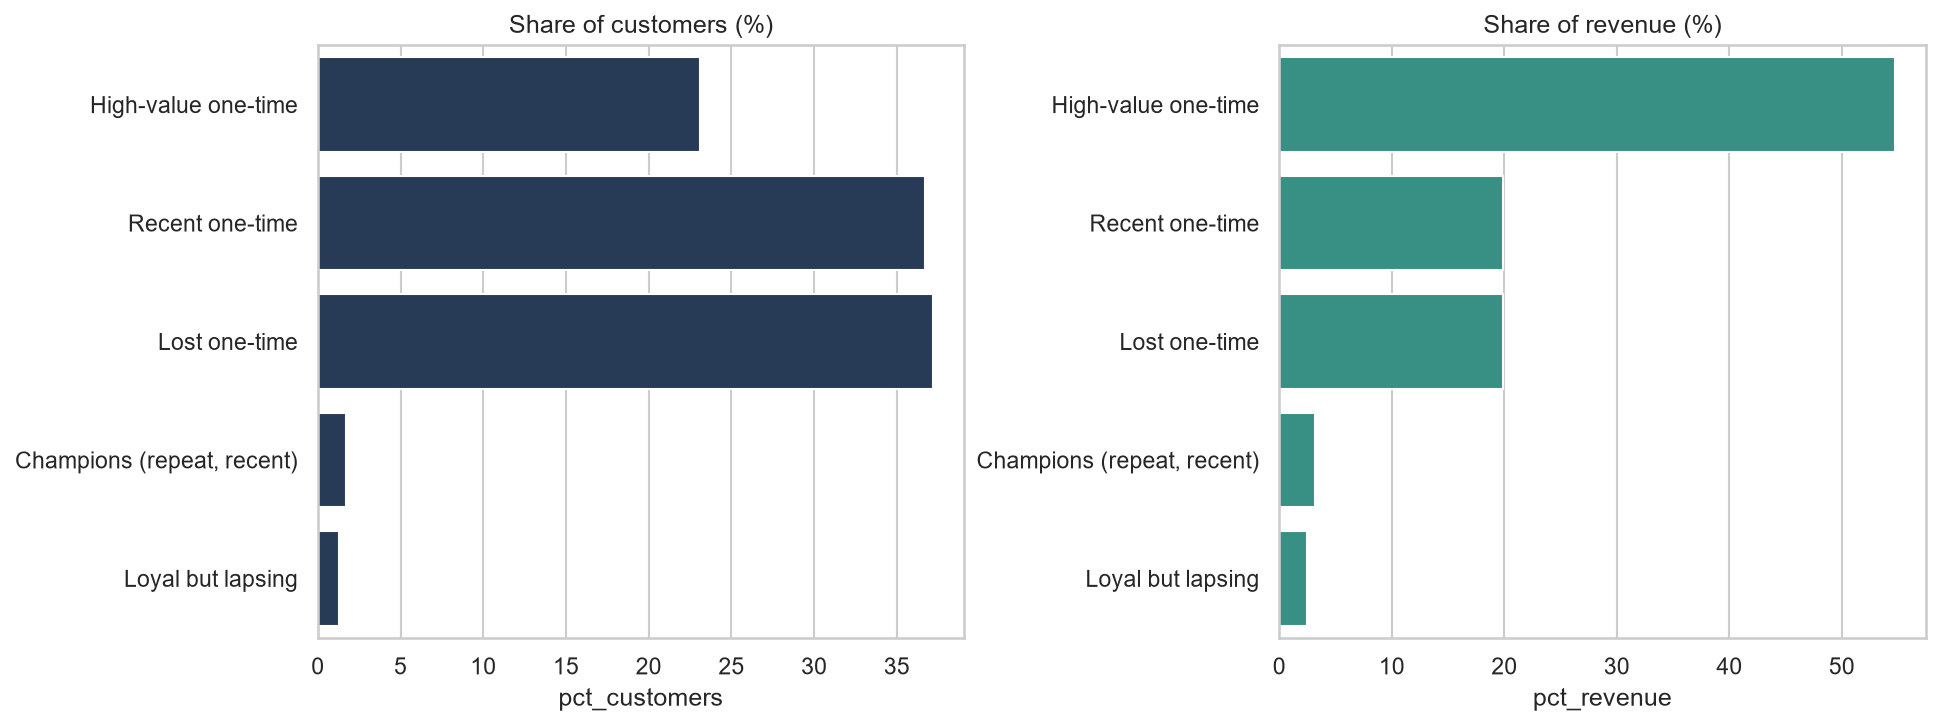 Share of customers (%)
High-value one-time
Recent one-time
Lost one-time
Champions (repeat, recent)
Loyal but lapsing
0 5 10 15 20 25 30 35
pct_customers
Share of revenue (%)
High-value one-time
Recent one-time
Lost one-time
Champions (repeat, recent)
Loyal but lapsing
0 10 20 30 40 50
pct_revenue